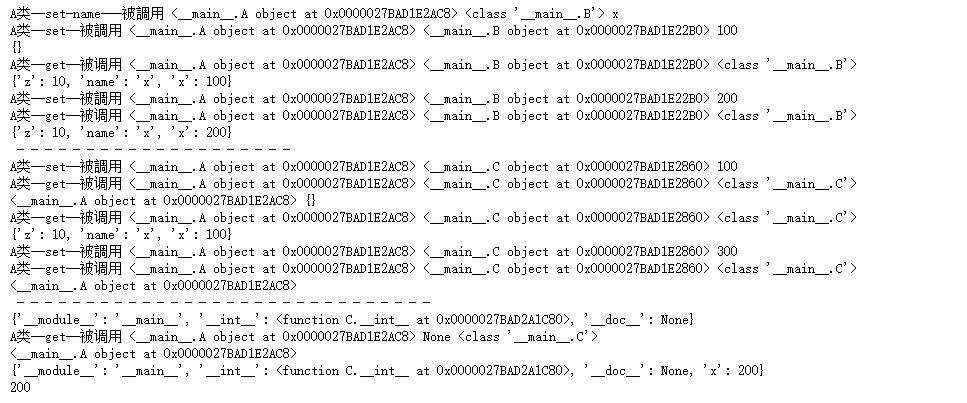 A类—set-name——被調用 <__main__.A object at 0x0000027BAD1E2AC8> <class '__main__.B'> x
A类—set—被調用 <__main__.A object at 0x0000027BAD1E2AC8> <__main__.B object at 0x0000027BAD1E22B0> 100
{}
A类—get—被调用 <__main__.A object at 0x0000027BAD1E2AC8> <__main__.B object at 0x0000027BAD1E22B0> <class '__main__.B'>
{'z': 10, 'name': 'x', 'x': 100}
A类—set—被調用 <__main__.A object at 0x0000027BAD1E2AC8> <__main__.B object at 0x0000027BAD1E22B0> 200
A类—get—被调用 <__main__.A object at 0x0000027BAD1E2AC8> <__main__.B object at 0x0000027BAD1E22B0> <class '__main__.B'>
{'z': 10, 'name': 'x', 'x': 200}
- - - - - - - - - - - - - - - - - - - -
A类—set—被調用 <__main__.A object at 0x0000027BAD1E2AC8> <__main__.C object at 0x0000027BAD1E2860> 100
A类—get—被调用 <__main__.A object at 0x0000027BAD1E2AC8> <__main__.C object at 0x0000027BAD1E2860> <class '__main__.C'>
<__main__.A object at 0x0000027BAD1E2AC8> {}
A类—get—被调用 <__main__.A object at 0x0000027BAD1E2AC8> <__main__.C object at 0x0000027BAD1E2860> <class '__main__.C'>
{'z': 10, 'name': 'x', 'x': 100}
A类—set—被調用 <__main__.A object at 0x0000027BAD1E2AC8> <__main__.C object at 0x0000027BAD1E2860> 300
A类—get—被调用 <__main__.A object at 0x0000027BAD1E2AC8> <__main__.C object at 0x0000027BAD1E2860> <class '__main__.C'>
<__main__.A object at 0x0000027BAD1E2AC8>
- - - - - - - - - - - - - - - - - - - - - - - - - - - - - -
{'__module__': '__main__', '__int__': <function C.__int__ at 0x0000027BAD2A1C80>, '__doc__': None}
A类—get—被调用 <__main__.A object at 0x0000027BAD1E2AC8> None <class '__main__.C'>
<__main__.A object at 0x0000027BAD1E2AC8>
{'__module__': '__main__', '__int__': <function C.__int__ at 0x0000027BAD2A1C80>, '__doc__': None, 'x': 200}
200